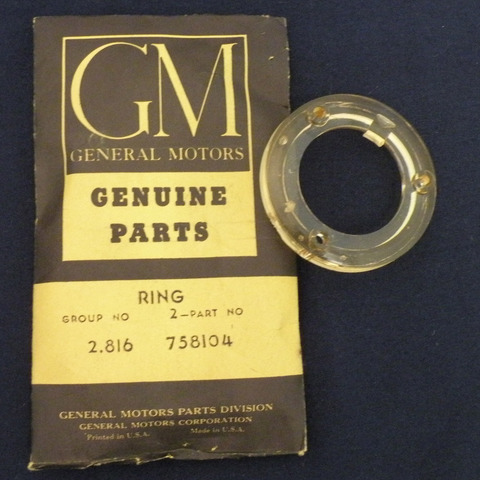 GM
GENERAL MOTORS
GENUINE
PARTS
RING
GROUP NO 2-PART NO
2.816 758104
GENERAL MOTORS PARTS DIVISION
GENERAL MOTORS CORPORATION
Printed in U.S.A. Made in U.S.A.